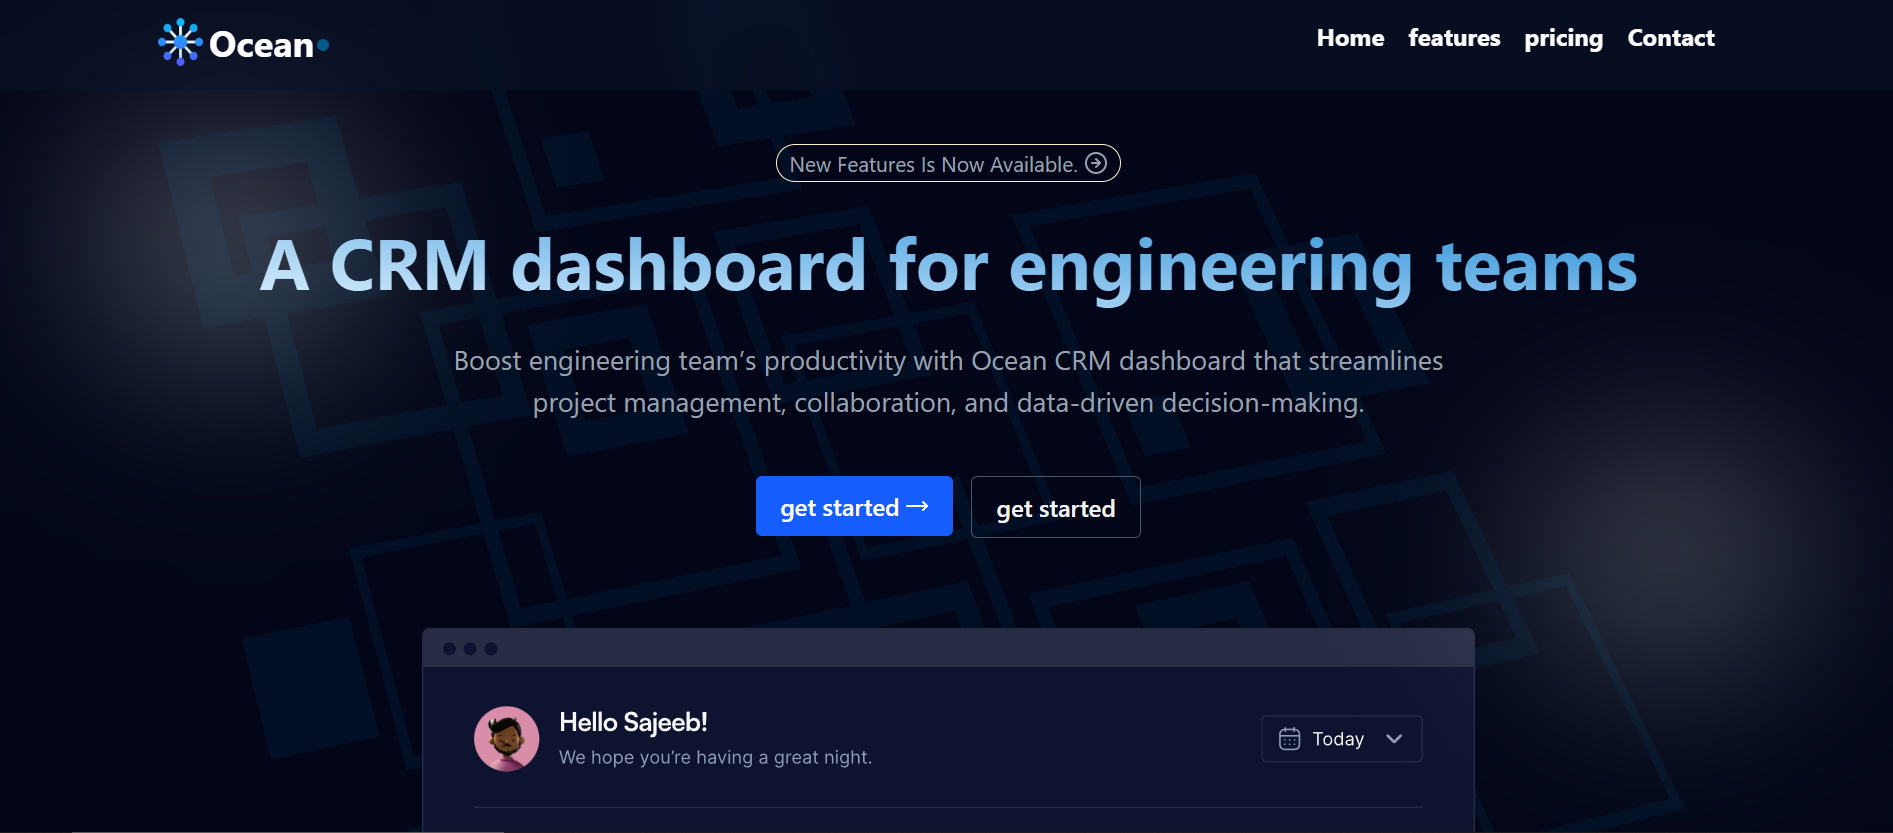 Ocean
Home features pricing Contact
New Features Is Now Available.
A CRM dashboard for engineering teams
Boost engineering team’s productivity with Ocean CRM dashboard that streamlines
project management, collaboration, and data-driven decision-making.
get started →
get started
Hello Sajeeb!
We hope you’re having a great night.
Today